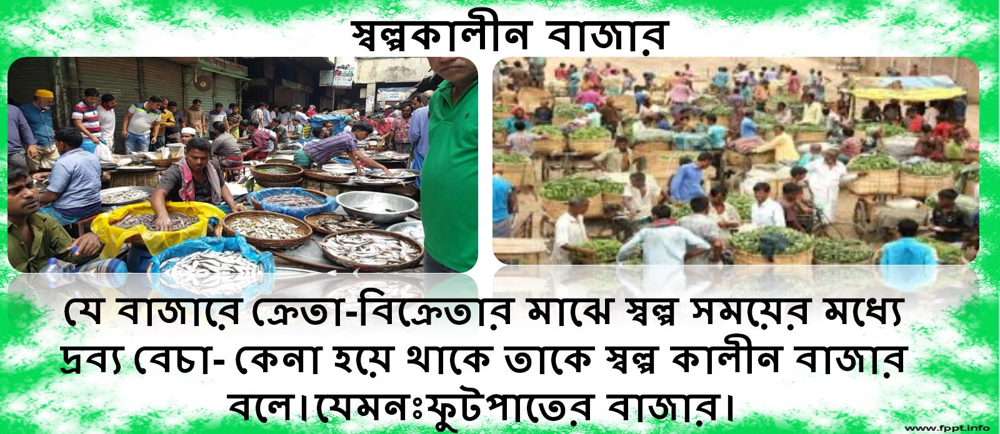 স্বল্পকালীন বাজার
যে বাজারে ক্রেতা-বিক্রেতার মাঝে স্বল্প সময়ের মধ্যে
দ্রব্য বেচা- কেনা হয়ে থাকে তাকে স্বল্প কালীন বাজার
বলে। যেমনঃফুটপাতের বাজার।
www.fppt.info